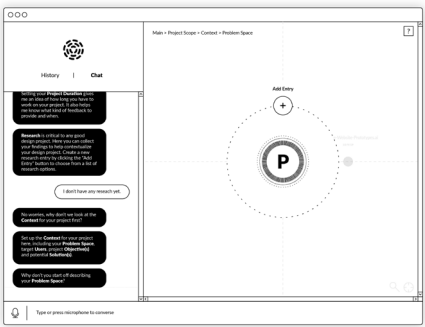 Main > Project Scope > Context > Problem Space
?
History | Chat
Setting your Project Duration gives
me an idea of how long you have to
work on your project. It also helps
me know what kind of feedback to
provide and when.
Research is critical to any good
design project. Here you can collect
your findings to help contextualize
your design project. Create a new
research entry by clicking the "Add
Entry" button to choose from a list of
research options.
I don't have any reseach yet.
No worries, why don't we look at the
Context for your project first?
Set up the Context for your project
here, including your Problem Space,
target Users, project Objective(s)
and potential Solution(s)
Why don't you start off describing
your Problem Space?
Add Entry
+
P
Type or press microphone to converse